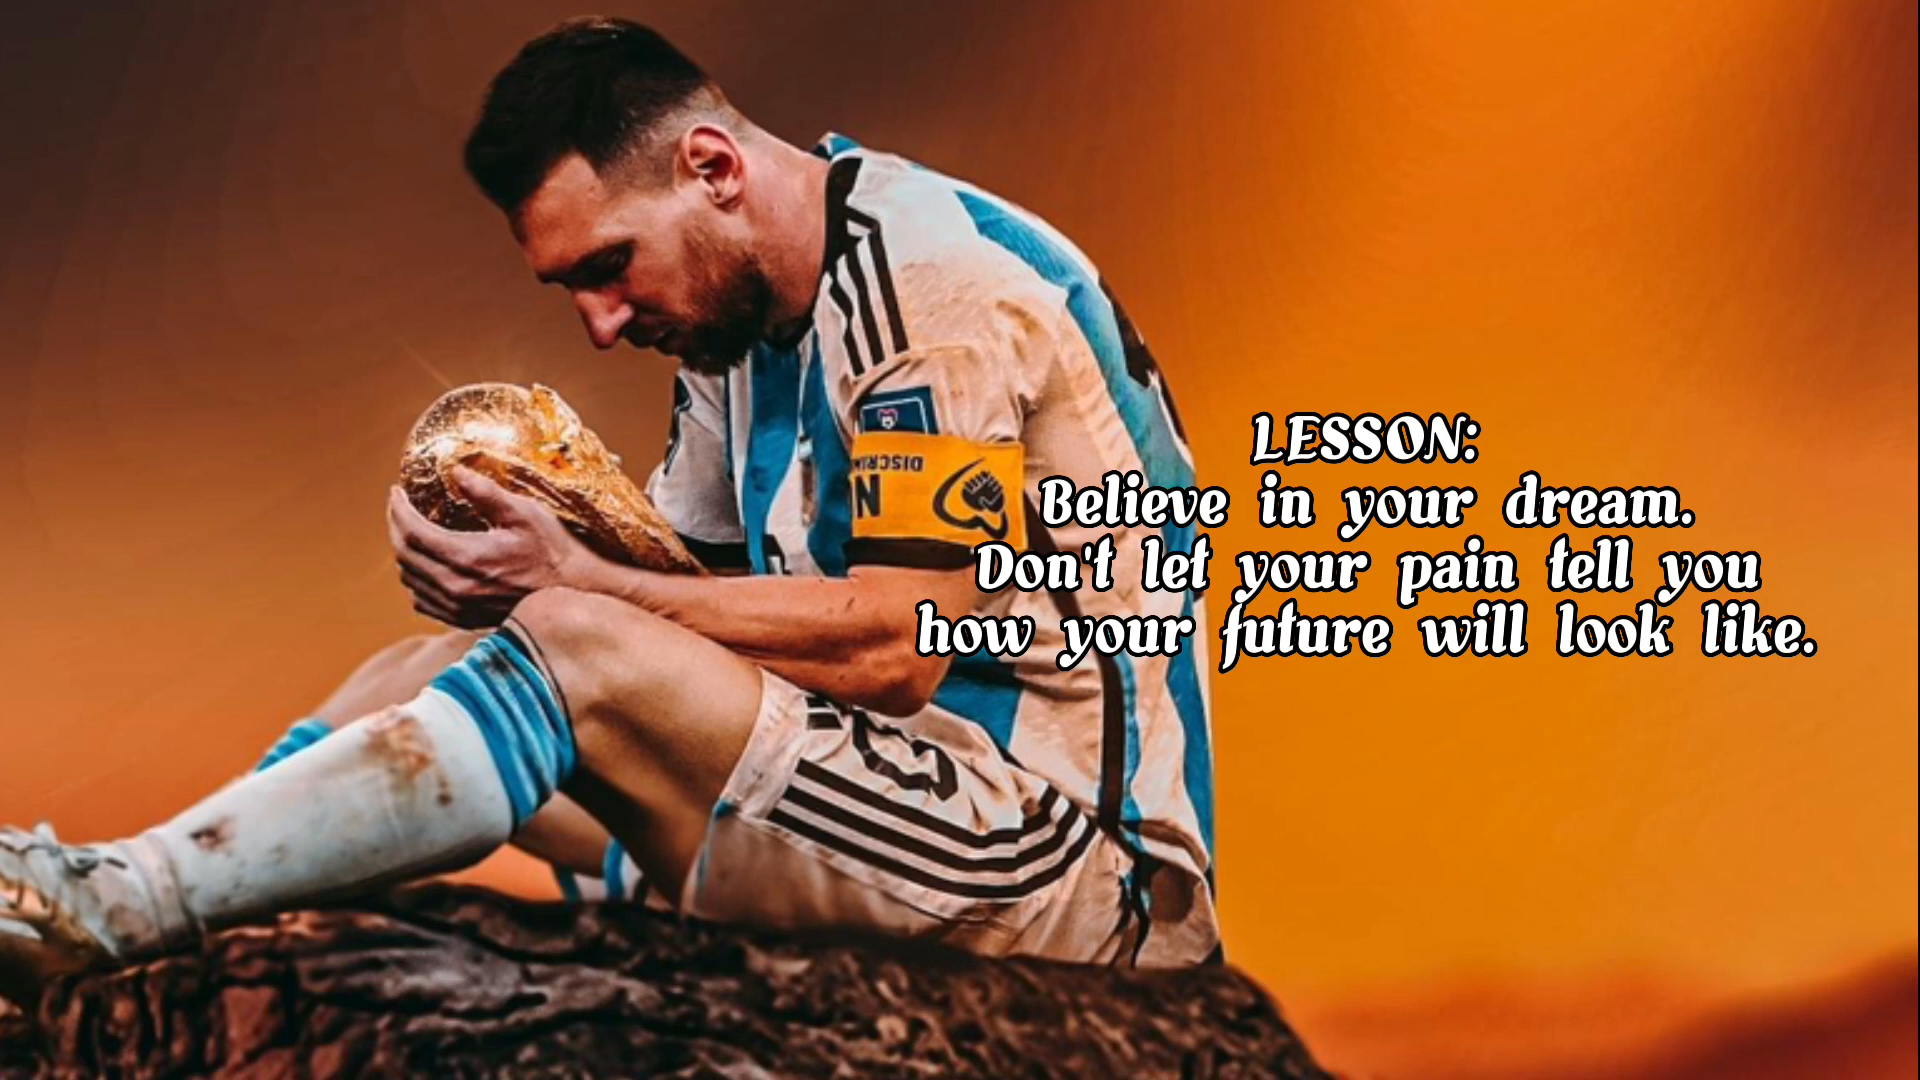 LESSON:
Believe in your dream.
Don't let your pain tell you
how your future will look like.